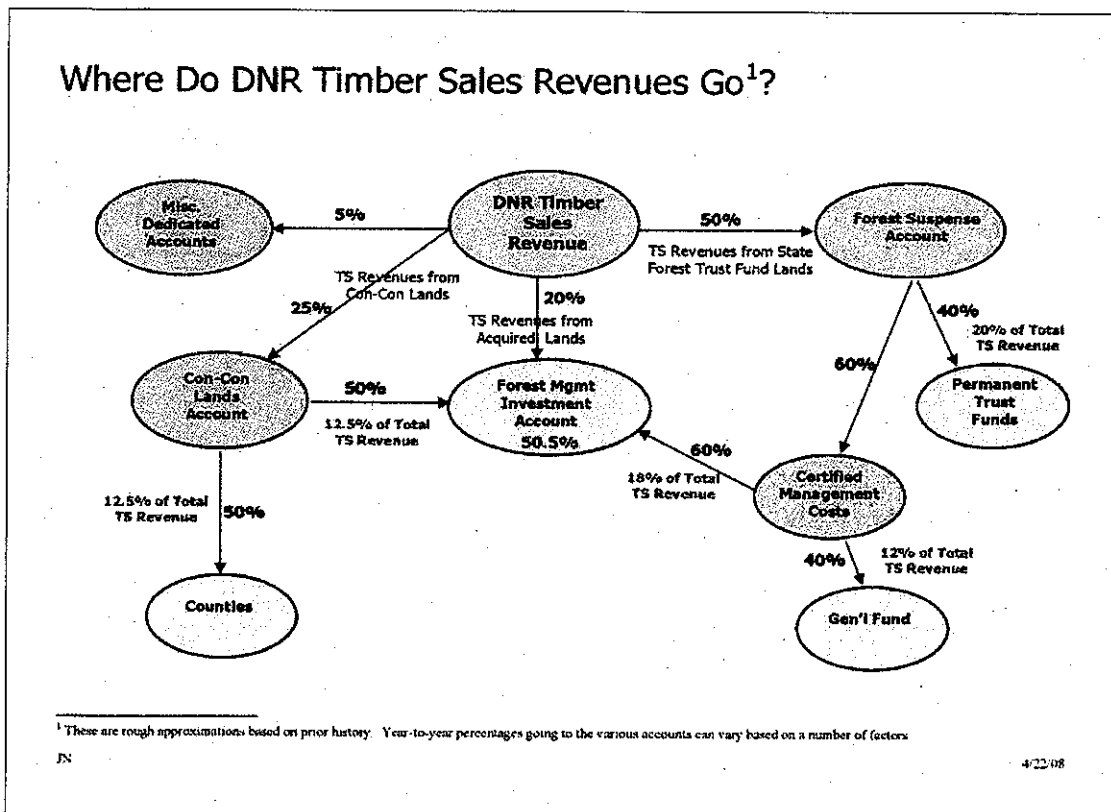 Where Do DNR Timber Sales Revenues Go¹?
Misc.
Dedicated
Accounts
5%
DNR Timber
Sales
Revenue
50%
TS Revenues from State
Forest Trust Fund Lands
Forest Suspense
Account
TS Revenues from
Con-Con Lands
25%
20%
TS Revenues from
Acquired Lands
40%
20% of Total
TS Revenue
60%
Con-Con
Lands
Account
50%
12.5% of Total
TS Revenue
Forest Mgmt
Investment
Account
50.5%
Permanent
Trust
Funds
60%
18% of Total
TS Revenue
Certified
Management
Costs
12.5% of Total
TS Revenue
50%
40%
12% of Total
TS Revenue
Counties
Gen'l Fund
¹ These are rough approximations based on prior history. Year-to-year percentages going to the various accounts can vary based on a number of factors
JN
4/22/08